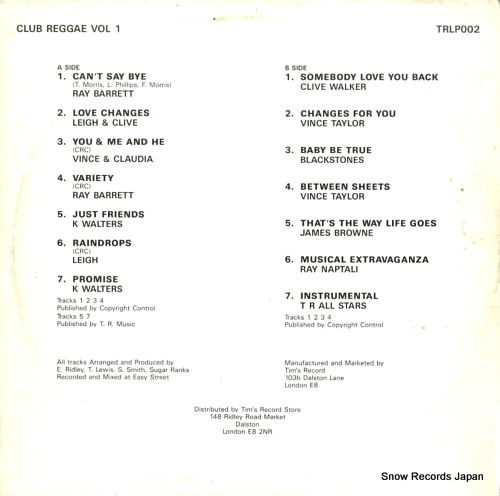 CLUB REGGAE VOL 1
TRLP002
A SIDE
1. CAN'T SAY BYE
(T. Morris, L. Phillips, F. Morris)
RAY BARRETT
2. LOVE CHANGES
LEIGH & CLIVE
3. YOU & ME AND HE
(CRC)
VINCE & CLAUDIA
4. VARIETY
(CRC)
RAY BARRETT
5. JUST FRIENDS
K WALTERS
6. RAINDROPS
(CRC)
LEIGH
7. PROMISE
K WALTERS
Tracks 1 2 3 4
Published by Copyright Control
Tracks 5 7
Published by T. R. Music
B SIDE
1. SOMEBODY LOVE YOU BACK
CLIVE WALKER
2. CHANGES FOR YOU
VINCE TAYLOR
3. BABY BE TRUE
BLACKSTONES
4. BETWEEN SHEETS
VINCE TAYLOR
5. THAT'S THE WAY LIFE GOES
JAMES BROWNE
6. MUSICAL EXTRAVAGANZA
RAY NAPTALI
7. INSTRUMENTAL
T R ALL STARS
Tracks 1 2 3 4
Published by Copyright Control
All tracks Arranged and Produced by
E. Ridley, T. Lewis, S. Smith, Sugar Ranks
Recorded and Mixed at Easy Street
Manufactured and Marketed by
Tim's Record
103b Dalston Lane
London E8
Distributed by Tim's Record Store
148 Ridley Road Market
Dalston
London E8 2NR
Snow Records Japan